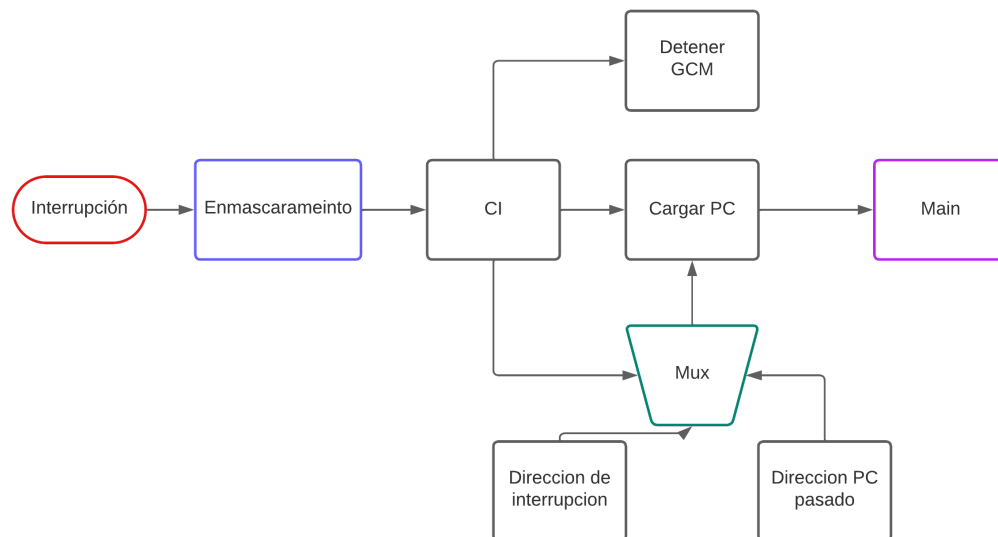 Detener
GCM
Interrupción
Enmascarameinto
CI
Cargar PC
Main
Mux
Direccion de
interrupcion
Direccion PC
pasado